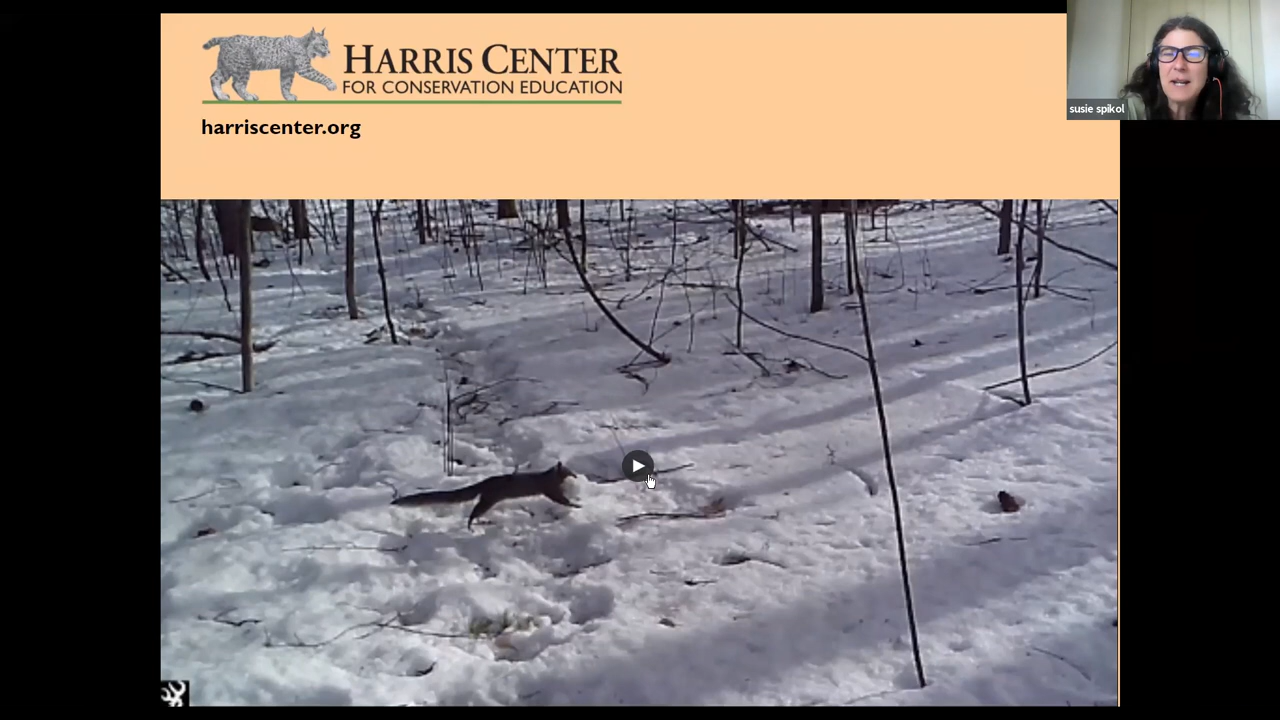 HARRIS CENTER
FOR CONSERVATION EDUCATION
harriscenter.org
susie spikol